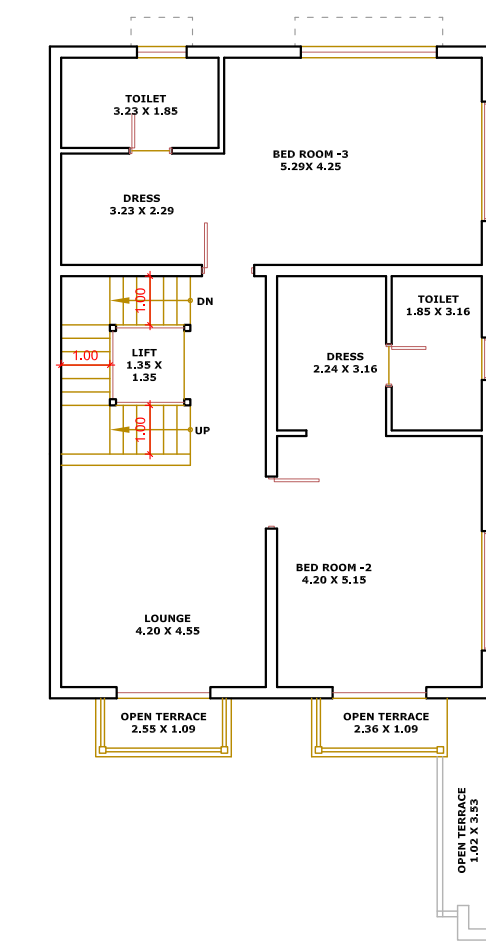 TOILET
3.23 X 1.85
BED ROOM -3
5.29X 4.25
DRESS
3.23 X 2.29
1.00
DN
TOILET
1.85 X 3.16
1.00
LIFT
1.35 X
1.35
DRESS
2.24 X 3.16
1.00
UP
BED ROOM -2
4.20 X 5.15
LOUNGE
4.20 X 4.55
OPEN TERRACE
2.55 X 1.09
OPEN TERRACE
2.36 X 1.09
OPEN TERRACE
1.02 X 3.53